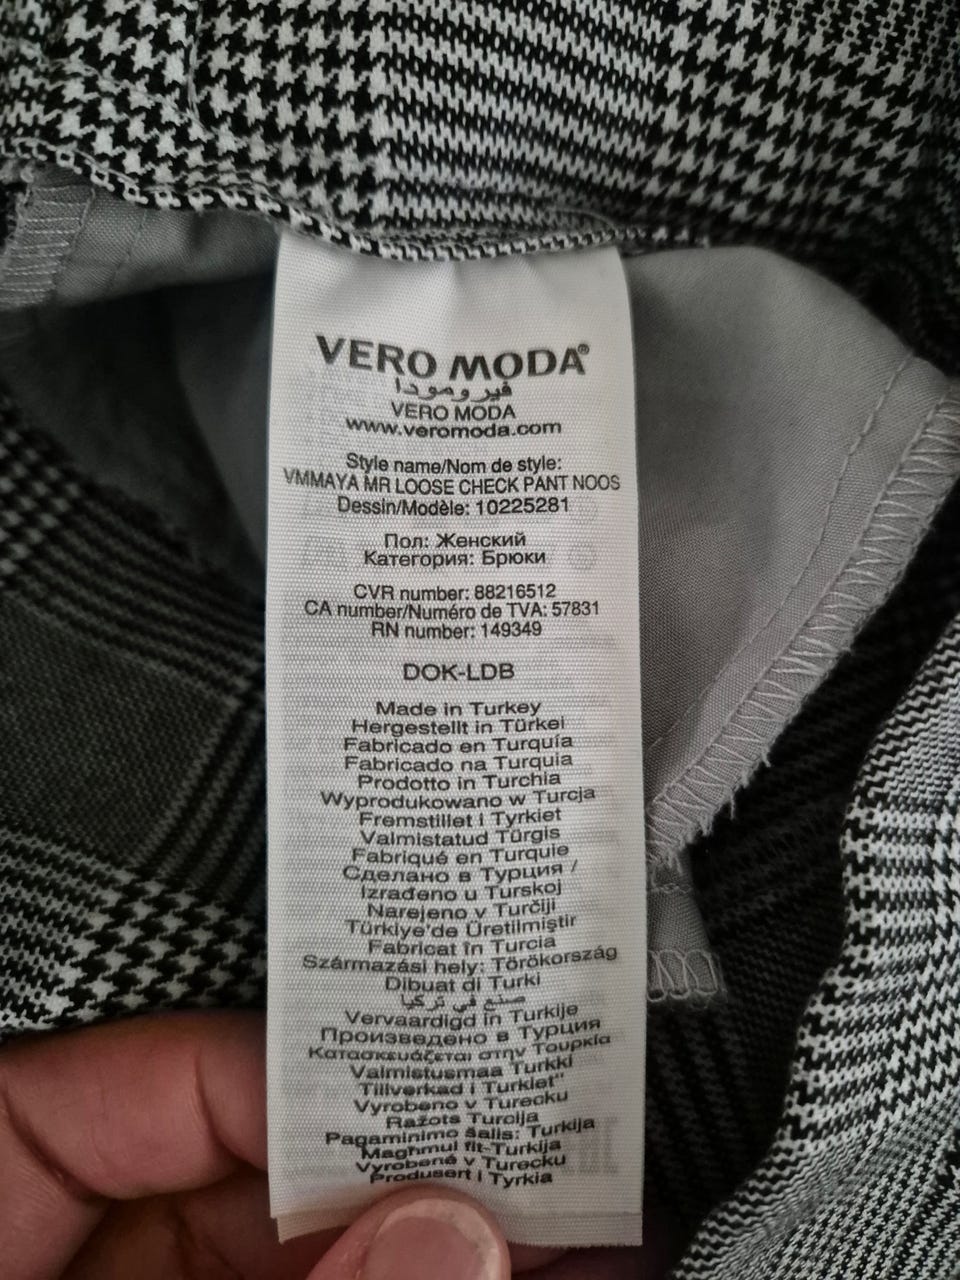 VERO MODA®
فيرومودا
VERO MODA
www.veromoda.com
Style name/Nom de style:
VMMAYA MR LOOSE CHECK PANT NOOS
Dessin/Modèle: 10225281
Пол: Женский
Категория: Брюки
CVR number: 88216512
CA number/Numéro de TVA: 57831
RN number: 149349
DOK-LDB
Made in Turkey
Hergestellt in Türkei
Fabricado en Turquía
Fabricado na Turquia
Prodotto in Turchia
Wyprodukowano w Turcja
Fremstillet i Tyrkiet
Valmistatud Türgis
Fabriqué en Turquie
Сделано в Турция /
Izrađeno u Turskoj
Narejeno v Turčiji
Türkiye'de Üretilmiştir
Fabricat în Turcia
Származási hely: Törökország
Dibuat di Turki
صنع في تركيا
Vervaardigd in Turkije
Произведено в Турция
Κατασκευάζεται στην Τουρκία
Valmistusmaa Turkki
Tillverkad i Turkiet"
Vyrobeno v Turecku
Ražots Turcija
Pagaminimo šalis: Turkija
Maghmul fit-Turkija
Vyrobené v Turecku
Produsert i Tyrkia